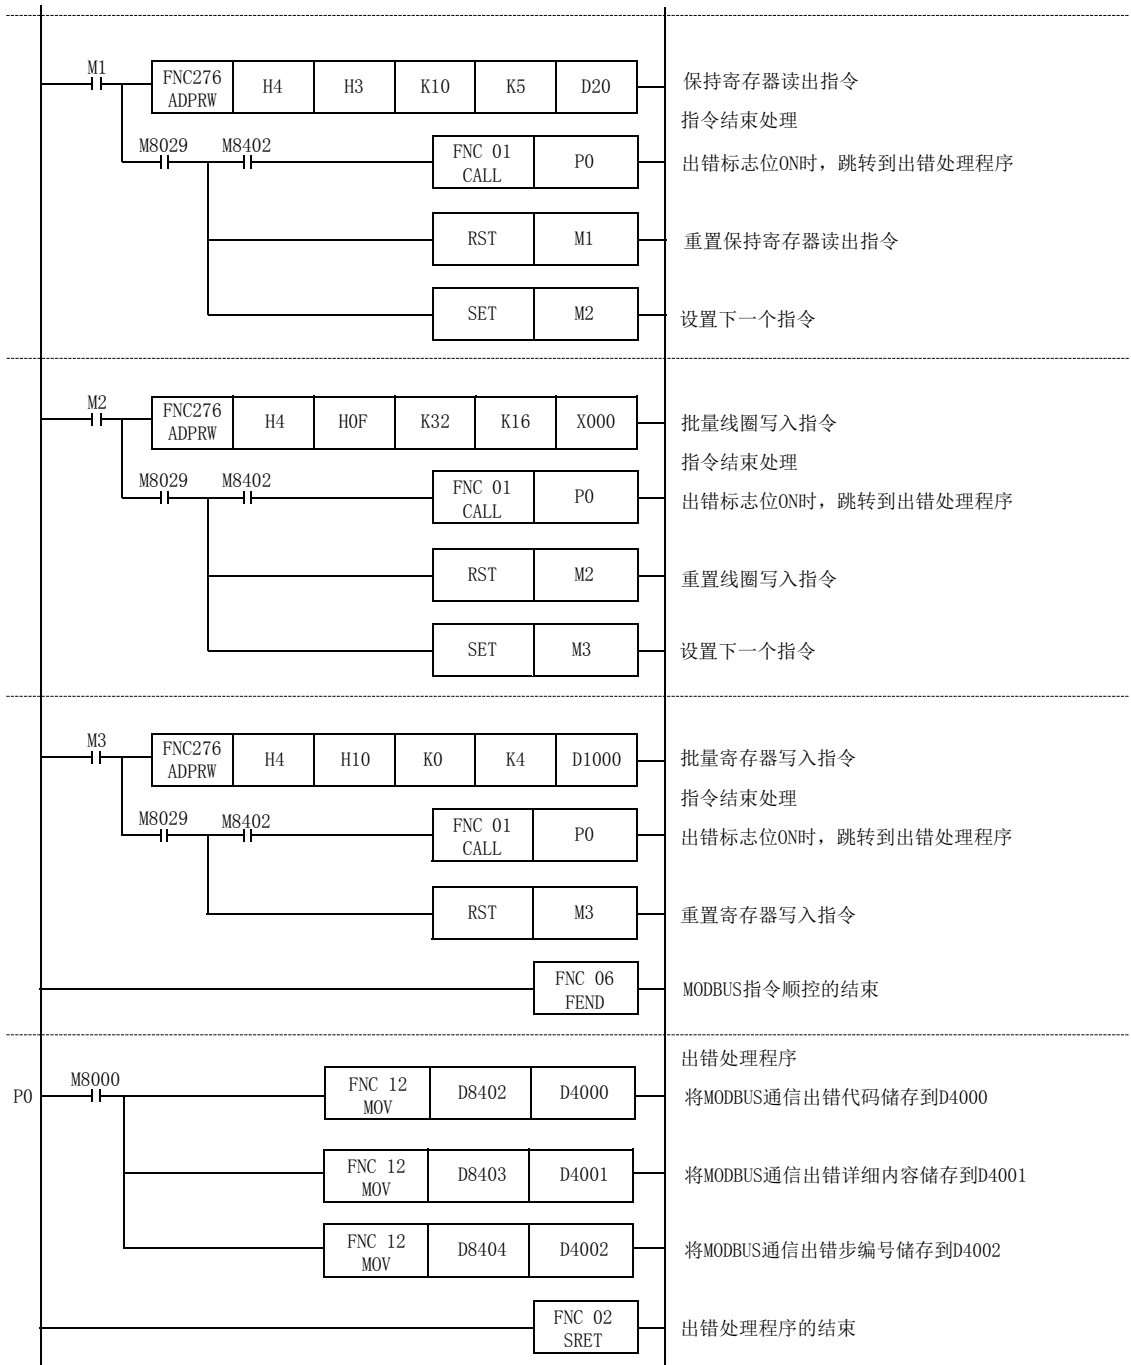 M1
FNC276 ADPRW H4 H3 K10 K5 D20 保持寄存器读出指令
指令结束处理
M8029 M8402 FNC 01 CALL P0 出错标志位ON时，跳转到出错处理程序
RST M1 重置保持寄存器读出指令
SET M2 设置下一个指令
M2
FNC276 ADPRW H4 H0F K32 K16 X000 批量线圈写入指令
指令结束处理
M8029 M8402 FNC 01 CALL P0 出错标志位ON时，跳转到出错处理程序
RST M2 重置线圈写入指令
SET M3 设置下一个指令
M3
FNC276 ADPRW H4 H10 K0 K4 D1000 批量寄存器写入指令
指令结束处理
M8029 M8402 FNC 01 CALL P0 出错标志位ON时，跳转到出错处理程序
RST M3 重置寄存器写入指令
FNC 06 FEND MODBUS指令顺控的结束
出错处理程序
P0 M8000 FNC 12 MOV D8402 D4000 将MODBUS通信出错代码储存到D4000
FNC 12 MOV D8403 D4001 将MODBUS通信出错详细内容储存到D4001
FNC 12 MOV D8404 D4002 将MODBUS通信出错步编号储存到D4002
FNC 02 SRET 出错处理程序的结束